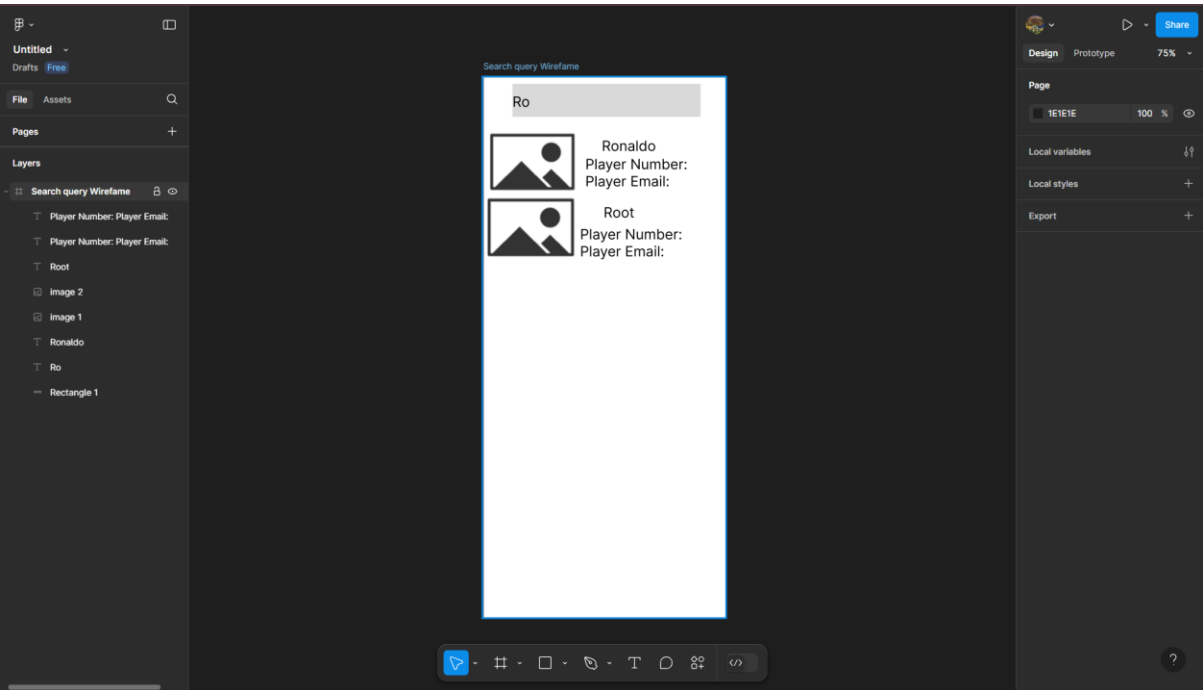 Untitled
Drafts Free
File Assets
Pages
Layers
Search query Wirefame
Player Number: Player Email:
Player Number: Player Email:
Root
image 2
image 1
Ronaldo
Ro
Rectangle 1
Search query Wirefame
Ro
Ronaldo
Player Number:
Player Email:
Root
Player Number:
Player Email:
Share
Design Prototype 75%
Page
1E1E1E 100 %
Local variables
Local styles
Export
?